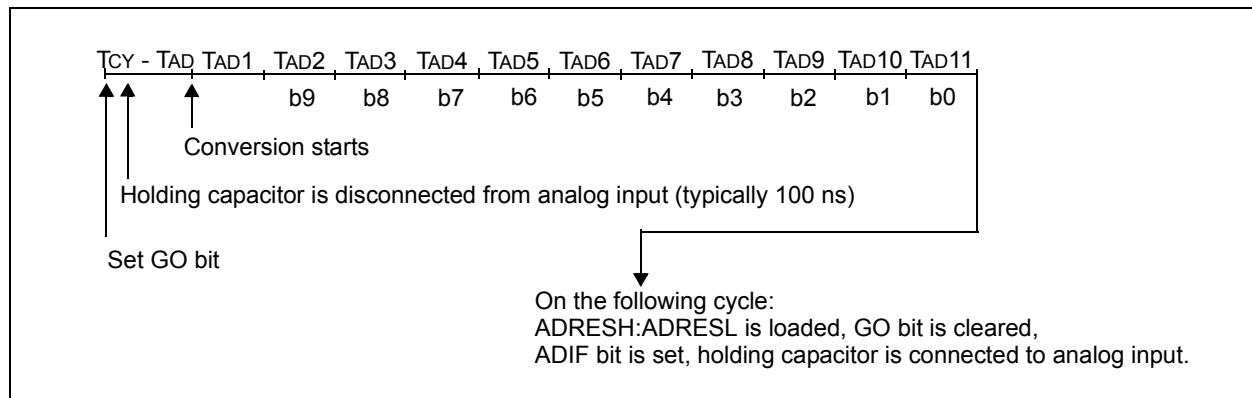 TCY - TAD TAD1 TAD2 TAD3 TAD4 TAD5 TAD6 TAD7 TAD8 TAD9 TAD10 TAD11
b9 b8 b7 b6 b5 b4 b3 b2 b1 b0
Conversion starts
Holding capacitor is disconnected from analog input (typically 100 ns)
Set GO bit
On the following cycle:
ADRESH:ADRESL is loaded, GO bit is cleared,
ADIF bit is set, holding capacitor is connected to analog input.